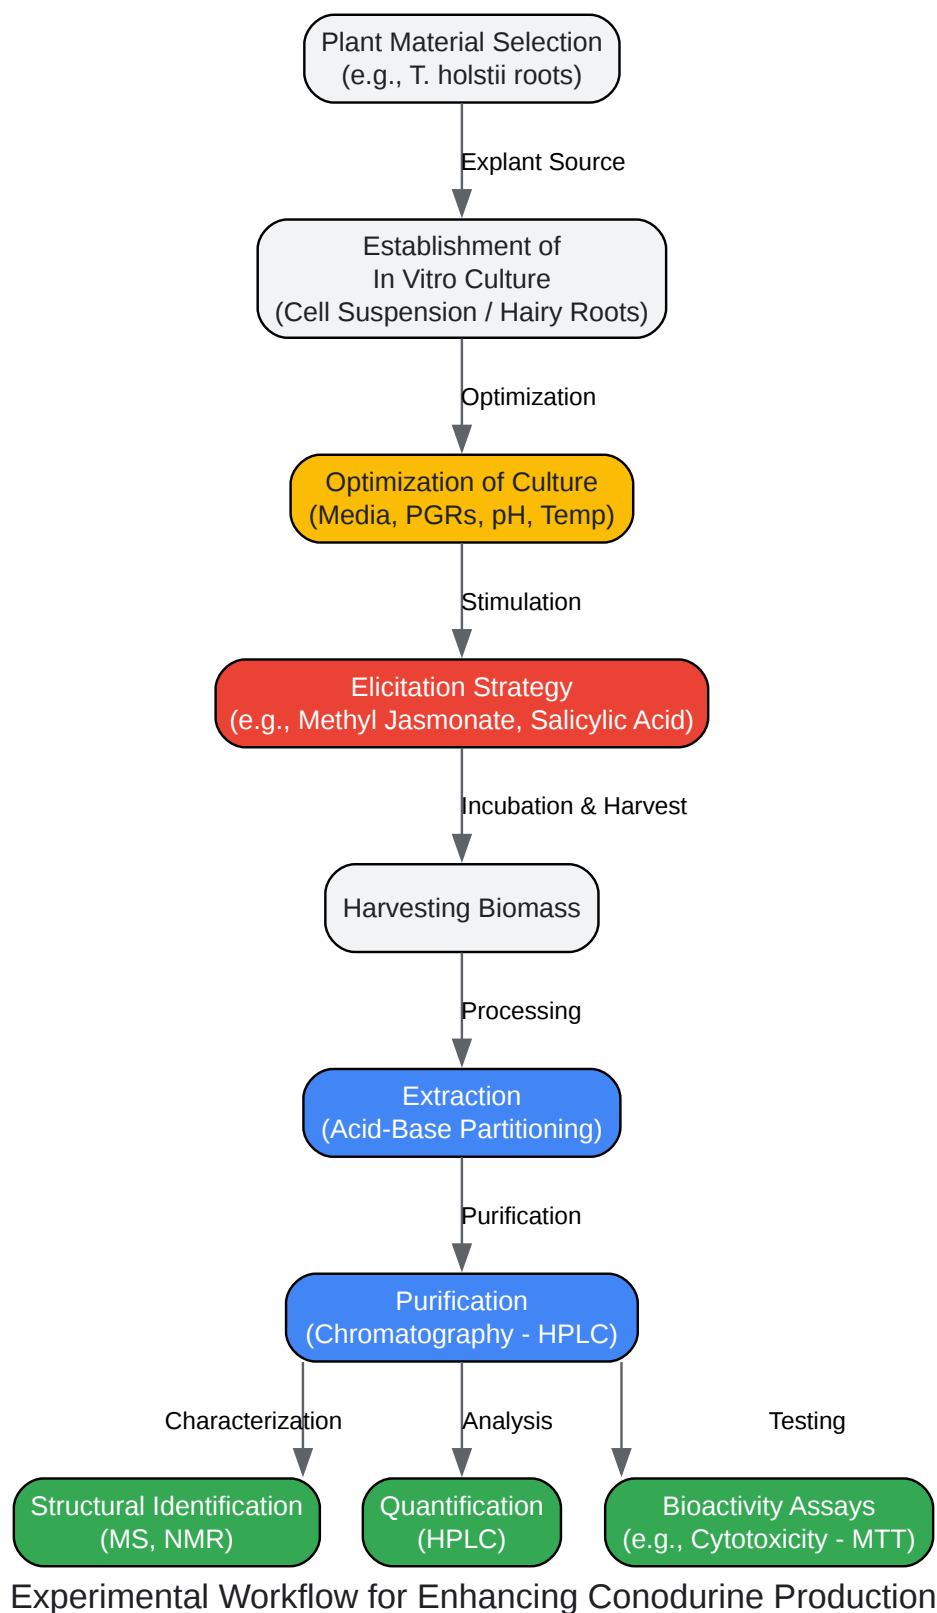 Plant Material Selection
(e.g., T. holstii roots)
Explant Source
Establishment of
In Vitro Culture
(Cell Suspension / Hairy Roots)
Optimization
Optimization of Culture
(Media, PGRs, pH, Temp)
Stimulation
Elicitation Strategy
(e.g., Methyl Jasmonate, Salicylic Acid)
Incubation & Harvest
Harvesting Biomass
Processing
Extraction
(Acid-Base Partitioning)
Purification
Purification
(Chromatography - HPLC)
Characterization
Analysis
Testing
Structural Identification
(MS, NMR)
Quantification
(HPLC)
Bioactivity Assays
(e.g., Cytotoxicity - MTT)
Experimental Workflow for Enhancing Conodurine Production